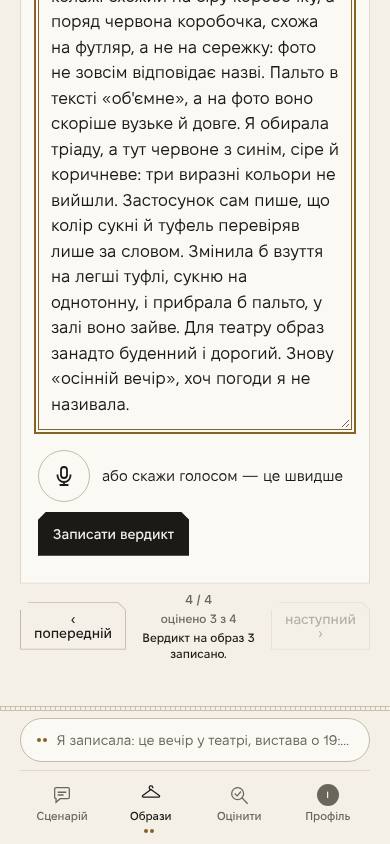 поряд червона коробочка, схожа
на футляр, а не на сережку: фото
не зовсім відповідає назві. Пальто в
тексті «об'ємне», а на фото воно
скоріше вузьке й довге. Я обирала
тріаду, а тут червоне з синім, сіре й
коричневе: три виразні кольори не
вийшли. Застосунок сам пише, що
колір сукні й туфель перевіряв
лише за словом. Змінила б взуття
на легші туфлі, сукню на
однотонну, і прибрала б пальто, у
залі воно зайве. Для театру образ
занадто буденний і дорогий. Знову
«осінній вечір», хоч погоди я не
називала.
або скажи голосом — це швидше
Записати вердикт
‹
попередній
4 / 4
оцінено 3 з 4
Вердикт на образ 3
записано.
наступний
›
Я записала: це вечір у театрі, вистава о 19:...
Сценарій
Образи
Оцінити
І
Профіль